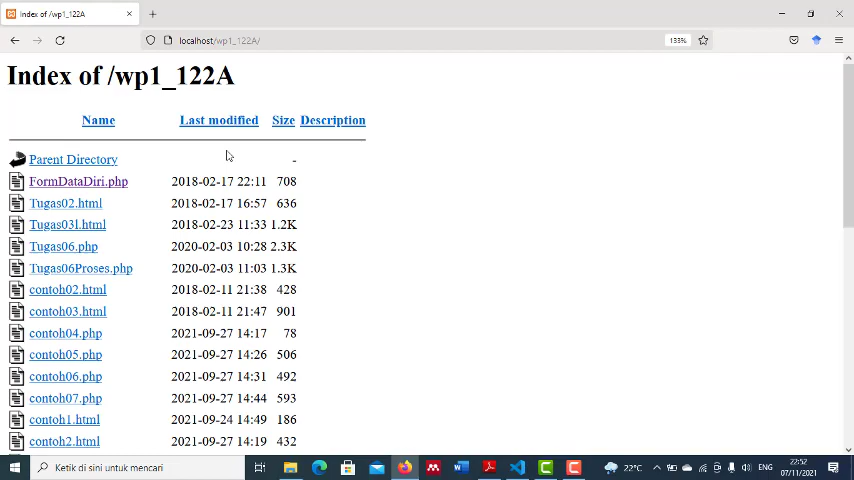 Index of /wp1_122A
localhost/wp1_122A/
133%
Index of /wp1_122A
Name Last modified Size Description
Parent Directory -
FormDataDiri.php 2018-02-17 22:11 708
Tugas02.html 2018-02-17 16:57 636
Tugas03l.html 2018-02-23 11:33 1.2K
Tugas06.php 2020-02-03 10:28 2.3K
Tugas06Proses.php 2020-02-03 11:03 1.3K
contoh02.html 2018-02-11 21:38 428
contoh03.html 2018-02-11 21:47 901
contoh04.php 2021-09-27 14:17 78
contoh05.php 2021-09-27 14:26 506
contoh06.php 2021-09-27 14:31 492
contoh07.php 2021-09-27 14:44 593
contoh1.html 2021-09-24 14:49 186
contoh2.html 2021-09-27 14:19 432
Ketik di sini untuk mencari
22°C
ENG
22:52
07/11/2021